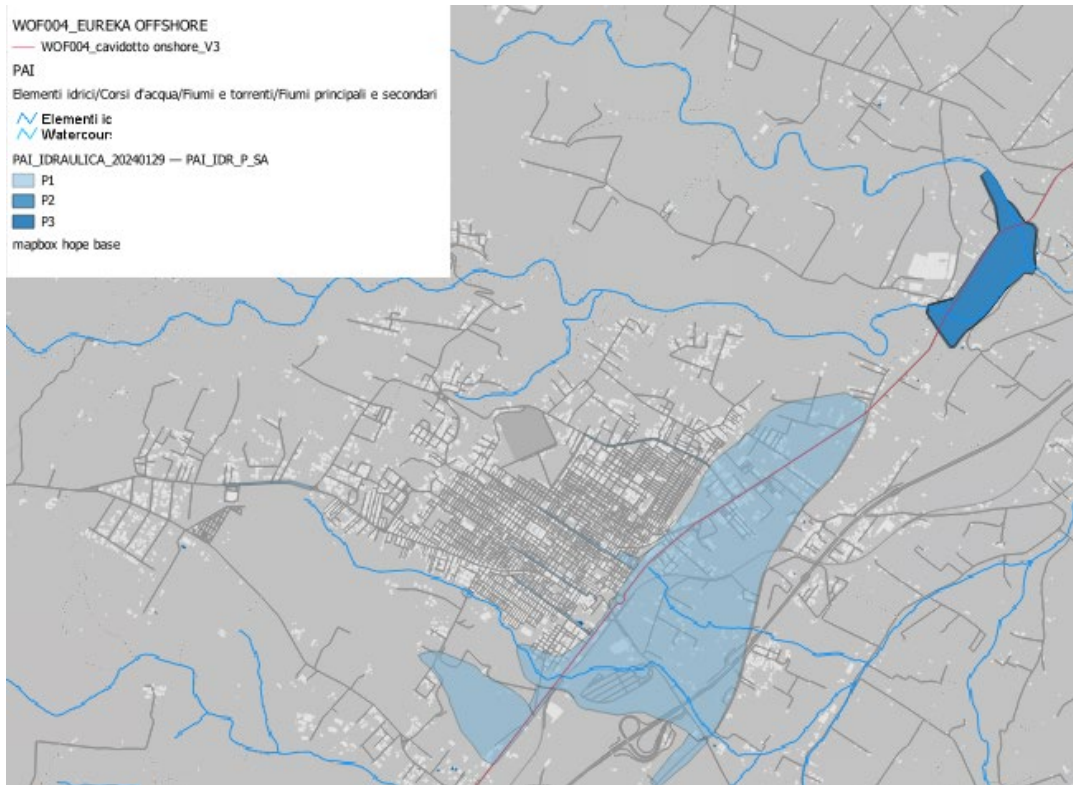 WOF004_EUREKA OFFSHORE
WOF004_cavidotto onshore_V3
PAI
Elementi idrici/Corsi d'acqua/Fiumi e torrenti/Fiumi principali e secondari
Elementi ic
Watercour:
PAI_IDRAULICA_20240129 — PAI_IDR_P_SA
P1
P2
P3
mapbox hope base